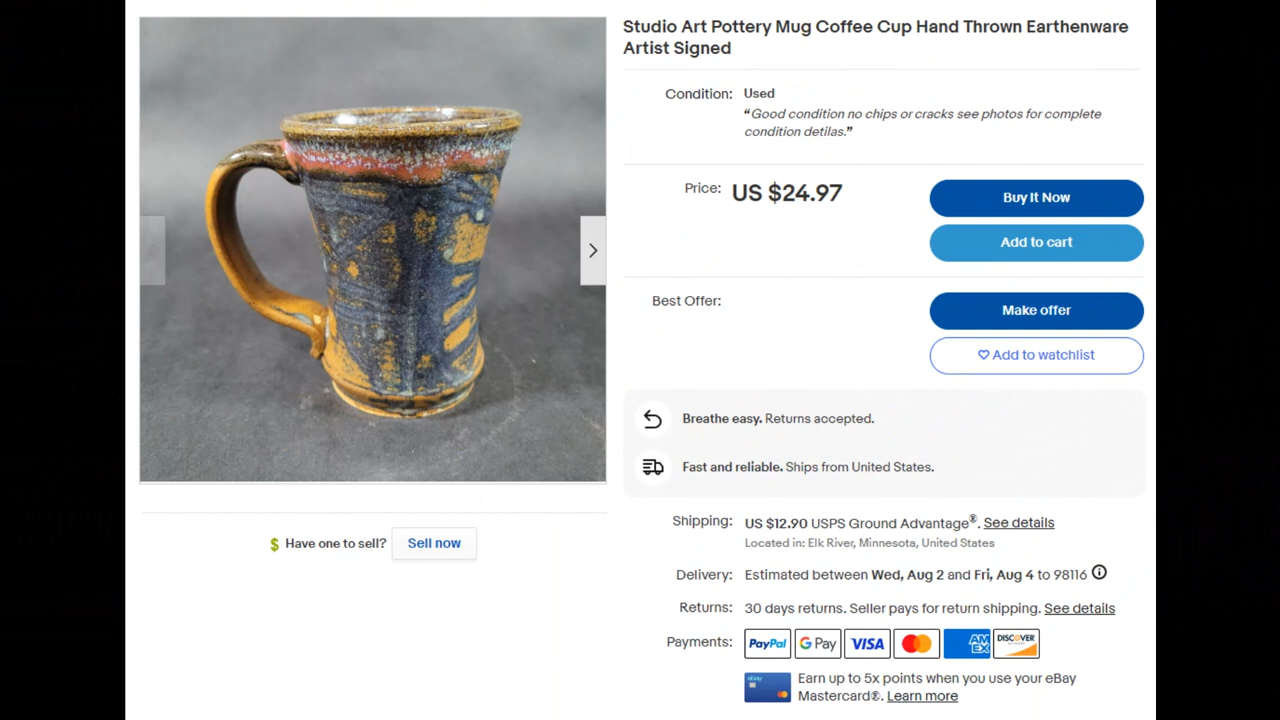 Studio Art Pottery Mug Coffee Cup Hand Thrown Earthenware
Artist Signed
Condition: Used
“Good condition no chips or cracks see photos for complete
condition detilas.”
Price: US $24.97
Buy It Now
Add to cart
Best Offer:
Make offer
Add to watchlist
Breathe easy. Returns accepted.
Fast and reliable. Ships from United States.
$ Have one to sell? Sell now
Shipping: US $12.90 USPS Ground Advantage®. See details
Located in: Elk River, Minnesota, United States
Delivery: Estimated between Wed, Aug 2 and Fri, Aug 4 to 98116
Returns: 30 days returns. Seller pays for return shipping. See details
Payments: PayPal G Pay VISA AM EX DISCOVER
ebay
Earn up to 5x points when you use your eBay
Mastercard®. Learn more